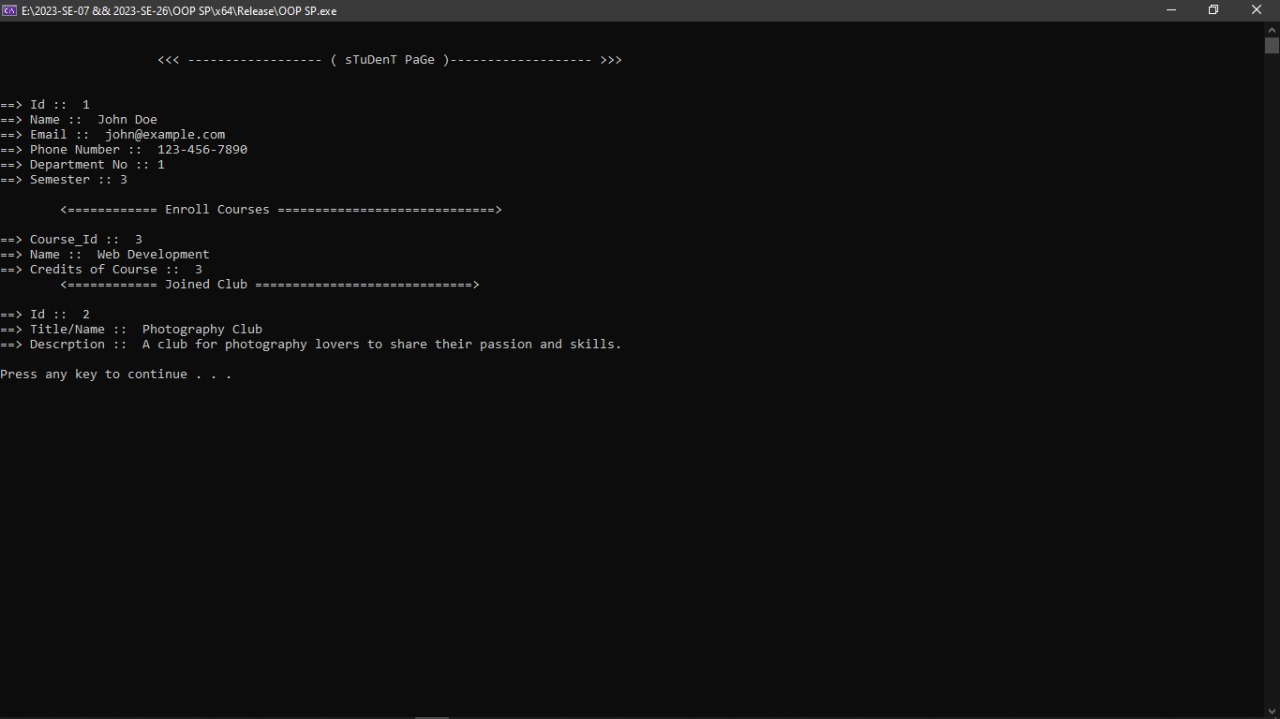 E:\2023-SE-07 && 2023-SE-26\OOP SP\x64\Release\OOP SP.exe
<<< ------------------ ( sTuDenT PaGe )------------------- >>>
==> Id ::  1
==> Name ::  John Doe
==> Email ::  john@example.com
==> Phone Number ::  123-456-7890
==> Department No :: 1
==> Semester :: 3
<============ Enroll Courses =============================>
==> Course_Id ::  3
==> Name ::  Web Development
==> Credits of Course ::  3
<============ Joined Club =============================>
==> Id ::  2
==> Title/Name ::  Photography Club
==> Descrption ::  A club for photography lovers to share their passion and skills.
Press any key to continue . . .